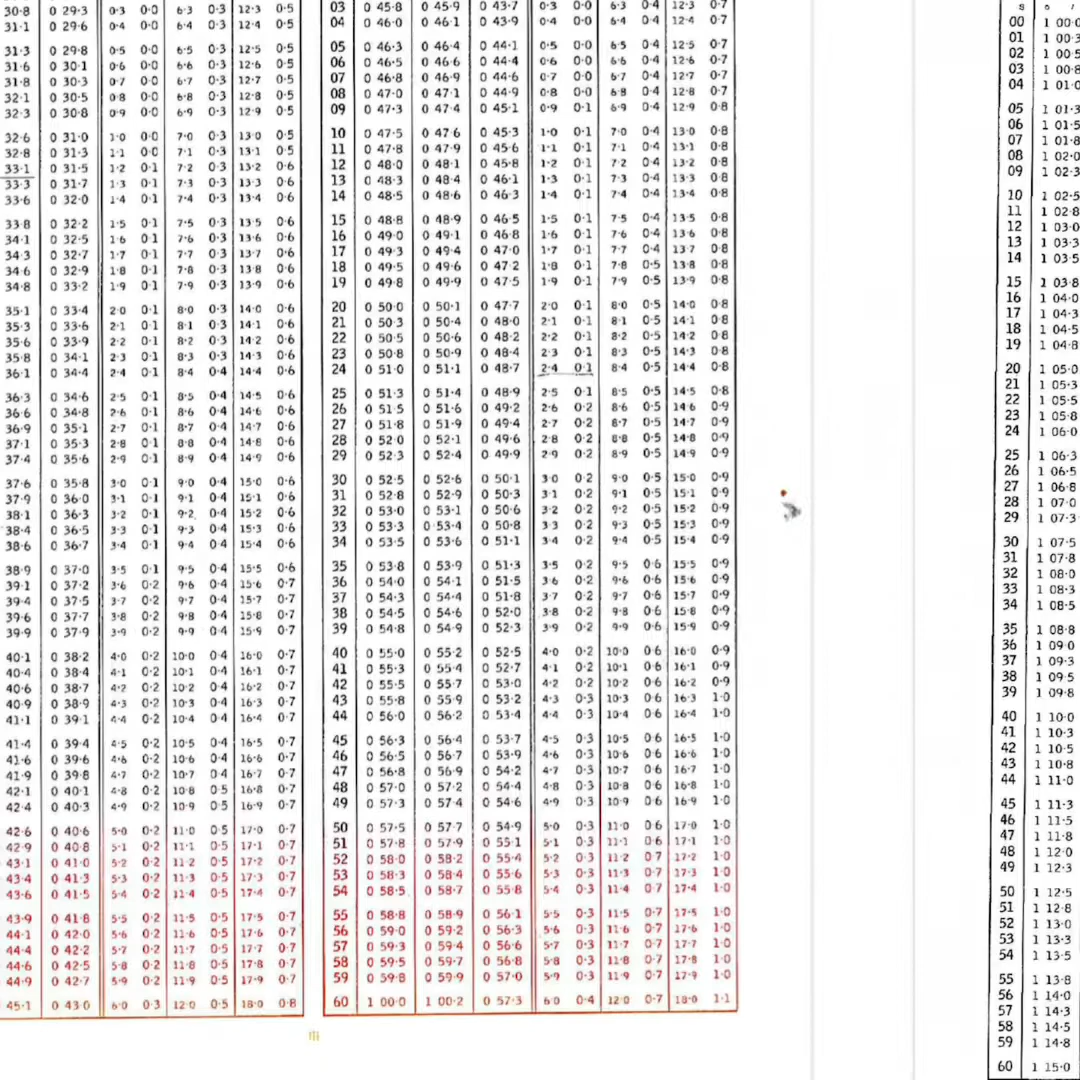 30·8 0 29·3 0·3 0·0 6·3 0·3 12·3 0·5
31·1 0 29·6 0·4 0·0 6·4 0·3 12·4 0·5
31·3 0 29·8 0·5 0·0 6·5 0·3 12·5 0·5
31·6 0 30·1 0·6 0·0 6·6 0·3 12·6 0·5
31·8 0 30·3 0·7 0·0 6·7 0·3 12·7 0·5
32·1 0 30·5 0·8 0·0 6·8 0·3 12·8 0·5
32·3 0 30·8 0·9 0·0 6·9 0·3 12·9 0·5
32·6 0 31·0 1·0 0·0 7·0 0·3 13·0 0·5
32·8 0 31·3 1·1 0·0 7·1 0·3 13·1 0·5
33·1 0 31·5 1·2 0·1 7·2 0·3 13·2 0·6
33·3 0 31·7 1·3 0·1 7·3 0·3 13·3 0·6
33·6 0 32·0 1·4 0·1 7·4 0·3 13·4 0·6
33·8 0 32·2 1·5 0·1 7·5 0·3 13·5 0·6
34·1 0 32·5 1·6 0·1 7·6 0·3 13·6 0·6
34·3 0 32·7 1·7 0·1 7·7 0·3 13·7 0·6
34·6 0 32·9 1·8 0·1 7·8 0·3 13·8 0·6
34·8 0 33·2 1·9 0·1 7·9 0·3 13·9 0·6
35·1 0 33·4 2·0 0·1 8·0 0·3 14·0 0·6
35·3 0 33·6 2·1 0·1 8·1 0·3 14·1 0·6
35·6 0 33·9 2·2 0·1 8·2 0·3 14·2 0·6
35·8 0 34·1 2·3 0·1 8·3 0·3 14·3 0·6
36·1 0 34·4 2·4 0·1 8·4 0·4 14·4 0·6
36·3 0 34·6 2·5 0·1 8·5 0·4 14·5 0·6
36·6 0 34·8 2·6 0·1 8·6 0·4 14·6 0·6
36·9 0 35·1 2·7 0·1 8·7 0·4 14·7 0·6
37·1 0 35·3 2·8 0·1 8·8 0·4 14·8 0·6
37·4 0 35·6 2·9 0·1 8·9 0·4 14·9 0·6
37·6 0 35·8 3·0 0·1 9·0 0·4 15·0 0·6
37·9 0 36·0 3·1 0·1 9·1 0·4 15·1 0·6
38·1 0 36·3 3·2 0·1 9·2 0·4 15·2 0·6
38·4 0 36·5 3·3 0·1 9·3 0·4 15·3 0·6
38·6 0 36·7 3·4 0·1 9·4 0·4 15·4 0·6
38·9 0 37·0 3·5 0·1 9·5 0·4 15·5 0·6
39·1 0 37·2 3·6 0·2 9·6 0·4 15·6 0·7
39·4 0 37·5 3·7 0·2 9·7 0·4 15·7 0·7
39·6 0 37·7 3·8 0·2 9·8 0·4 15·8 0·7
39·9 0 37·9 3·9 0·2 9·9 0·4 15·9 0·7
40·1 0 38·2 4·0 0·2 10·0 0·4 16·0 0·7
40·4 0 38·4 4·1 0·2 10·1 0·4 16·1 0·7
40·6 0 38·7 4·2 0·2 10·2 0·4 16·2 0·7
40·9 0 38·9 4·3 0·2 10·3 0·4 16·3 0·7
41·1 0 39·1 4·4 0·2 10·4 0·4 16·4 0·7
41·4 0 39·4 4·5 0·2 10·5 0·4 16·5 0·7
41·6 0 39·6 4·6 0·2 10·6 0·4 16·6 0·7
41·9 0 39·8 4·7 0·2 10·7 0·4 16·7 0·7
42·1 0 40·1 4·8 0·2 10·8 0·5 16·8 0·7
42·4 0 40·3 4·9 0·2 10·9 0·5 16·9 0·7
42·6 0 40·6 5·0 0·2 11·0 0·5 17·0 0·7
42·9 0 40·8 5·1 0·2 11·1 0·5 17·1 0·7
43·1 0 41·0 5·2 0·2 11·2 0·5 17·2 0·7
43·4 0 41·3 5·3 0·2 11·3 0·5 17·3 0·7
43·6 0 41·5 5·4 0·2 11·4 0·5 17·4 0·7
43·9 0 41·8 5·5 0·2 11·5 0·5 17·5 0·7
44·1 0 42·0 5·6 0·2 11·6 0·5 17·6 0·7
44·4 0 42·2 5·7 0·2 11·7 0·5 17·7 0·7
44·6 0 42·5 5·8 0·2 11·8 0·5 17·8 0·7
44·9 0 42·7 5·9 0·2 11·9 0·5 17·9 0·7
45·1 0 43·0 6·0 0·3 12·0 0·5 18·0 0·8
03 0 45·8 0 45·9 0 43·7 0·3 0·0 6·3 0·4 12·3 0·7
04 0 46·0 0 46·1 0 43·9 0·4 0·0 6·4 0·4 12·4 0·7
05 0 46·3 0 46·4 0 44·1 0·5 0·0 6·5 0·4 12·5 0·7
06 0 46·5 0 46·6 0 44·4 0·6 0·0 6·6 0·4 12·6 0·7
07 0 46·8 0 46·9 0 44·6 0·7 0·0 6·7 0·4 12·7 0·7
08 0 47·0 0 47·1 0 44·9 0·8 0·0 6·8 0·4 12·8 0·7
09 0 47·3 0 47·4 0 45·1 0·9 0·1 6·9 0·4 12·9 0·8
10 0 47·5 0 47·6 0 45·3 1·0 0·1 7·0 0·4 13·0 0·8
11 0 47·8 0 47·9 0 45·6 1·1 0·1 7·1 0·4 13·1 0·8
12 0 48·0 0 48·1 0 45·8 1·2 0·1 7·2 0·4 13·2 0·8
13 0 48·3 0 48·4 0 46·1 1·3 0·1 7·3 0·4 13·3 0·8
14 0 48·5 0 48·6 0 46·3 1·4 0·1 7·4 0·4 13·4 0·8
15 0 48·8 0 48·9 0 46·5 1·5 0·1 7·5 0·4 13·5 0·8
16 0 49·0 0 49·1 0 46·8 1·6 0·1 7·6 0·4 13·6 0·8
17 0 49·3 0 49·4 0 47·0 1·7 0·1 7·7 0·4 13·7 0·8
18 0 49·5 0 49·6 0 47·2 1·8 0·1 7·8 0·5 13·8 0·8
19 0 49·8 0 49·9 0 47·5 1·9 0·1 7·9 0·5 13·9 0·8
20 0 50·0 0 50·1 0 47·7 2·0 0·1 8·0 0·5 14·0 0·8
21 0 50·3 0 50·4 0 48·0 2·1 0·1 8·1 0·5 14·1 0·8
22 0 50·5 0 50·6 0 48·2 2·2 0·1 8·2 0·5 14·2 0·8
23 0 50·8 0 50·9 0 48·4 2·3 0·1 8·3 0·5 14·3 0·8
24 0 51·0 0 51·1 0 48·7 2·4 0·1 8·4 0·5 14·4 0·8
25 0 51·3 0 51·4 0 48·9 2·5 0·1 8·5 0·5 14·5 0·8
26 0 51·5 0 51·6 0 49·2 2·6 0·2 8·6 0·5 14·6 0·9
27 0 51·8 0 51·9 0 49·4 2·7 0·2 8·7 0·5 14·7 0·9
28 0 52·0 0 52·1 0 49·6 2·8 0·2 8·8 0·5 14·8 0·9
29 0 52·3 0 52·4 0 49·9 2·9 0·2 8·9 0·5 14·9 0·9
30 0 52·5 0 52·6 0 50·1 3·0 0·2 9·0 0·5 15·0 0·9
31 0 52·8 0 52·9 0 50·3 3·1 0·2 9·1 0·5 15·1 0·9
32 0 53·0 0 53·1 0 50·6 3·2 0·2 9·2 0·5 15·2 0·9
33 0 53·3 0 53·4 0 50·8 3·3 0·2 9·3 0·5 15·3 0·9
34 0 53·5 0 53·6 0 51·1 3·4 0·2 9·4 0·5 15·4 0·9
35 0 53·8 0 53·9 0 51·3 3·5 0·2 9·5 0·6 15·5 0·9
36 0 54·0 0 54·1 0 51·5 3·6 0·2 9·6 0·6 15·6 0·9
37 0 54·3 0 54·4 0 51·8 3·7 0·2 9·7 0·6 15·7 0·9
38 0 54·5 0 54·6 0 52·0 3·8 0·2 9·8 0·6 15·8 0·9
39 0 54·8 0 54·9 0 52·3 3·9 0·2 9·9 0·6 15·9 0·9
40 0 55·0 0 55·2 0 52·5 4·0 0·2 10·0 0·6 16·0 0·9
41 0 55·3 0 55·4 0 52·7 4·1 0·2 10·1 0·6 16·1 0·9
42 0 55·5 0 55·7 0 53·0 4·2 0·2 10·2 0·6 16·2 0·9
43 0 55·8 0 55·9 0 53·2 4·3 0·3 10·3 0·6 16·3 1·0
44 0 56·0 0 56·2 0 53·4 4·4 0·3 10·4 0·6 16·4 1·0
45 0 56·3 0 56·4 0 53·7 4·5 0·3 10·5 0·6 16·5 1·0
46 0 56·5 0 56·7 0 53·9 4·6 0·3 10·6 0·6 16·6 1·0
47 0 56·8 0 56·9 0 54·2 4·7 0·3 10·7 0·6 16·7 1·0
48 0 57·0 0 57·2 0 54·4 4·8 0·3 10·8 0·6 16·8 1·0
49 0 57·3 0 57·4 0 54·6 4·9 0·3 10·9 0·6 16·9 1·0
50 0 57·5 0 57·7 0 54·9 5·0 0·3 11·0 0·6 17·0 1·0
51 0 57·8 0 57·9 0 55·1 5·1 0·3 11·1 0·6 17·1 1·0
52 0 58·0 0 58·2 0 55·4 5·2 0·3 11·2 0·7 17·2 1·0
53 0 58·3 0 58·4 0 55·6 5·3 0·3 11·3 0·7 17·3 1·0
54 0 58·5 0 58·7 0 55·8 5·4 0·3 11·4 0·7 17·4 1·0
55 0 58·8 0 58·9 0 56·1 5·5 0·3 11·5 0·7 17·5 1·0
56 0 59·0 0 59·2 0 56·3 5·6 0·3 11·6 0·7 17·6 1·0
57 0 59·3 0 59·4 0 56·6 5·7 0·3 11·7 0·7 17·7 1·0
58 0 59·5 0 59·7 0 56·8 5·8 0·3 11·8 0·7 17·8 1·0
59 0 59·8 0 59·9 0 57·0 5·9 0·3 11·9 0·7 17·9 1·0
60 1 00·0 1 00·2 0 57·3 6·0 0·4 12·0 0·7 18·0 1·1
iii
s ° ′
00 1 00·0
01 1 00·3
02 1 00·5
03 1 00·8
04 1 01·0
05 1 01·3
06 1 01·5
07 1 01·8
08 1 02·0
09 1 02·3
10 1 02·5
11 1 02·8
12 1 03·0
13 1 03·3
14 1 03·5
15 1 03·8
16 1 04·0
17 1 04·3
18 1 04·5
19 1 04·8
20 1 05·0
21 1 05·3
22 1 05·5
23 1 05·8
24 1 06·0
25 1 06·3
26 1 06·5
27 1 06·8
28 1 07·0
29 1 07·3
30 1 07·5
31 1 07·8
32 1 08·0
33 1 08·3
34 1 08·5
35 1 08·8
36 1 09·0
37 1 09·3
38 1 09·5
39 1 09·8
40 1 10·0
41 1 10·3
42 1 10·5
43 1 10·8
44 1 11·0
45 1 11·3
46 1 11·5
47 1 11·8
48 1 12·0
49 1 12·3
50 1 12·5
51 1 12·8
52 1 13·0
53 1 13·3
54 1 13·5
55 1 13·8
56 1 14·0
57 1 14·3
58 1 14·5
59 1 14·8
60 1 15·0